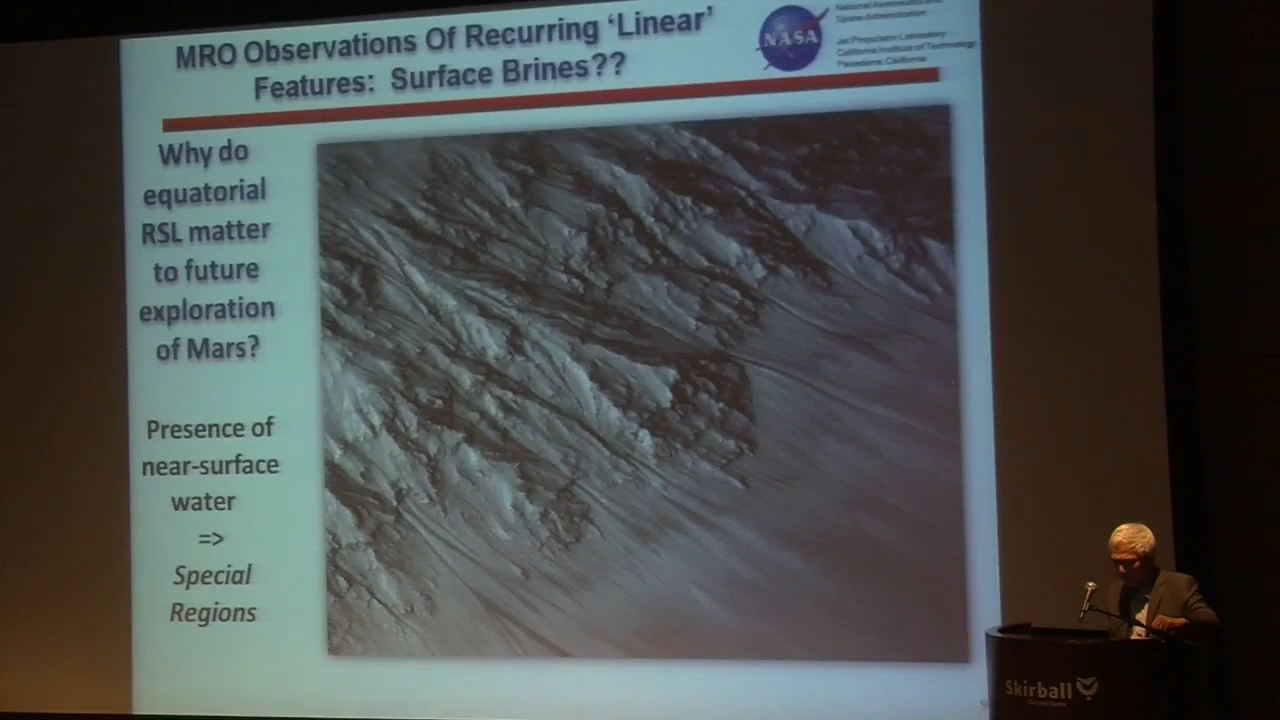 MRO Observations Of Recurring ‘Linear’
Features: Surface Brines??
NASA
National Aeronautics and
Space Administration
Jet Propulsion Laboratory
California Institute of Technology
Pasadena, California
Why do
equatorial
RSL matter
to future
exploration
of Mars?
Presence of
near-surface
water
=>
Special
Regions
Skirball